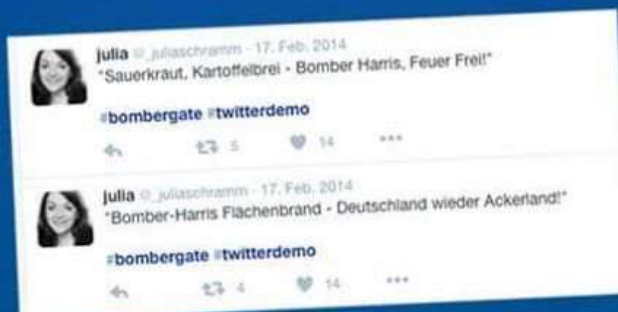 julia @_juliaschramm · 17. Feb. 2014
"Sauerkraut, Kartoffelbrei - Bomber Harris, Feuer Frei!"
#bombergate #twitterdemo
5 14
julia @_juliaschramm · 17. Feb. 2014
"Bomber-Harris Flächenbrand - Deutschland wieder Ackerland!"
#bombergate #twitterdemo
4 14